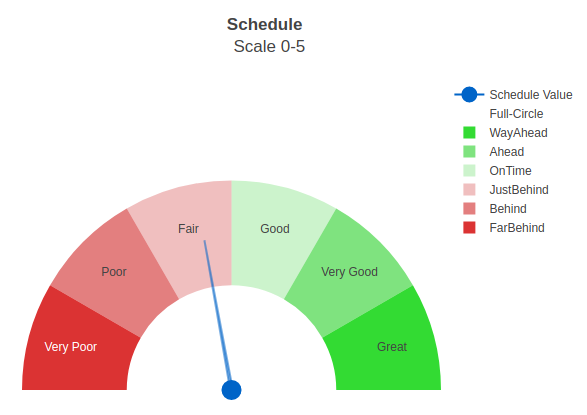 Schedule
Scale 0-5
Schedule Value
Full-Circle
WayAhead
Ahead
OnTime
JustBehind
Behind
FarBehind
Fair
Good
Poor
Very Good
Very Poor
Great